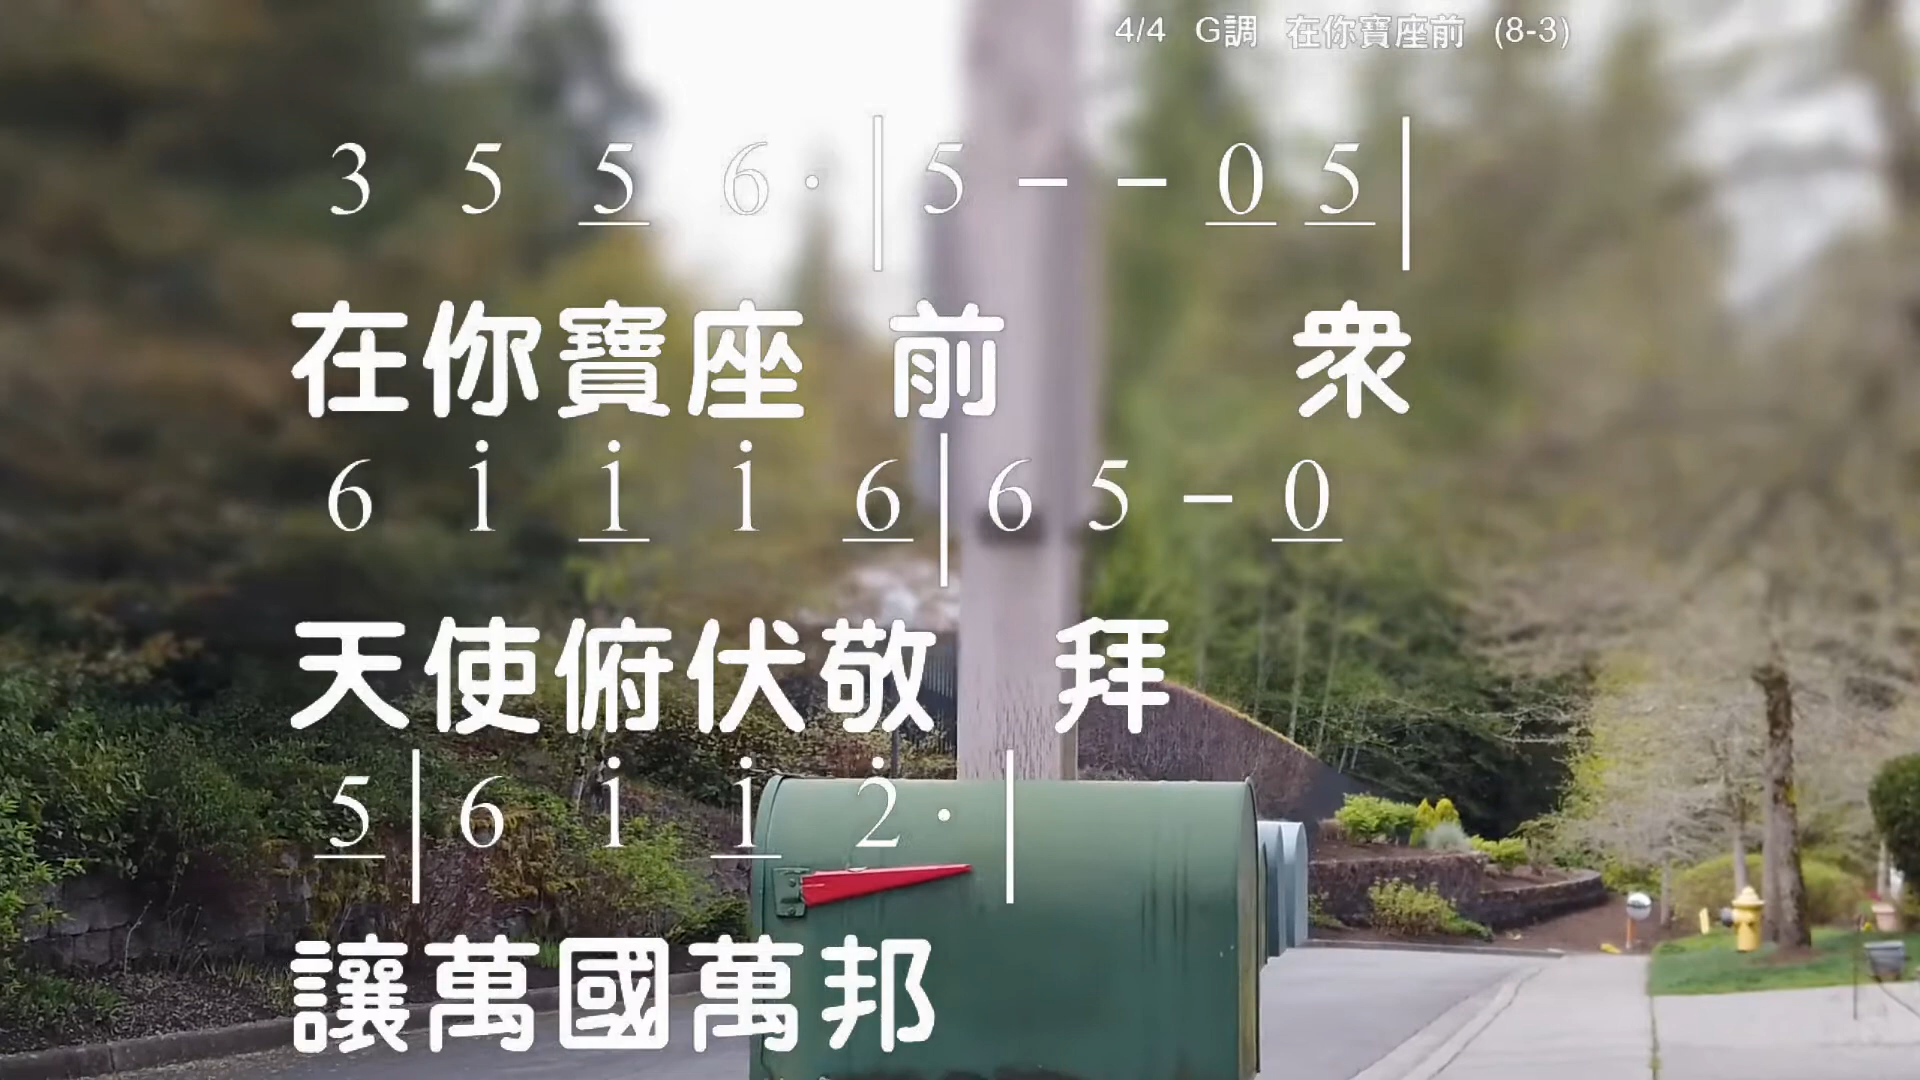 4/4 G調 在你寶座前 (8-3)
3 5 5 6 · | 5 – – 0 5 |
在你寶座 前 衆
6 i i i 6 | 6 5 – 0
天使俯伏敬 拜
5 | 6 i i 2̇ · |
讓萬國萬邦